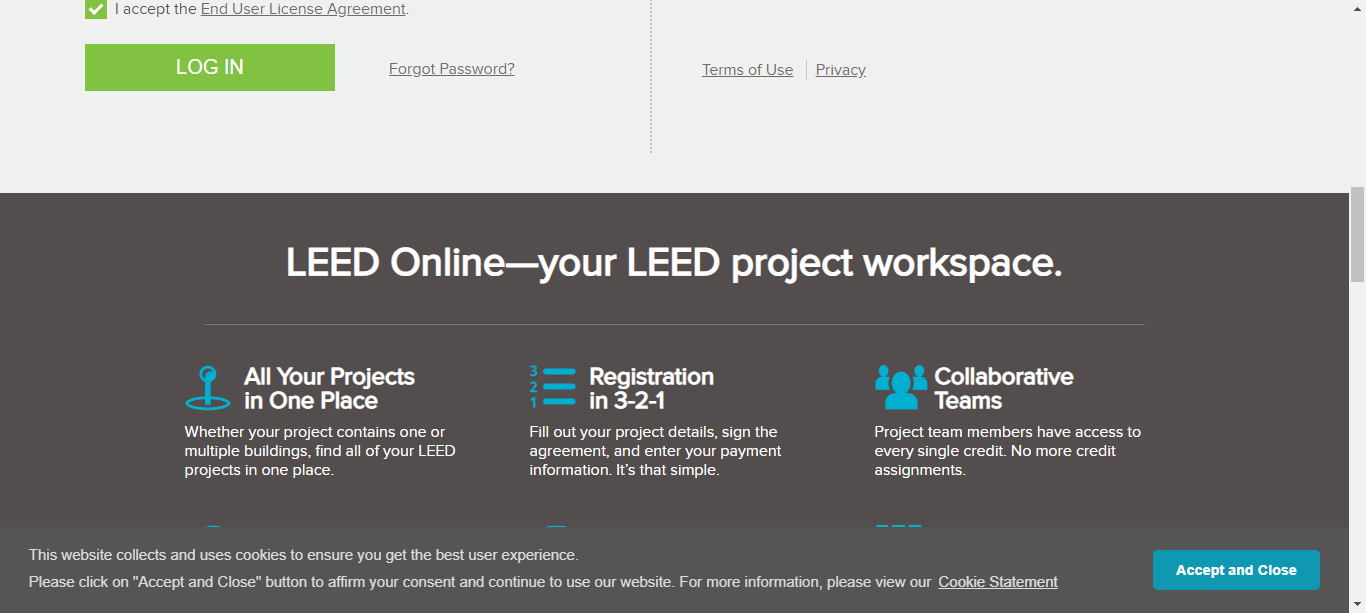 I accept the End User License Agreement.
LOG IN
Forgot Password?
Terms of Use
Privacy
LEED Online—your LEED project workspace.
All Your Projects
in One Place
Whether your project contains one or
multiple buildings, find all of your LEED
projects in one place.
3
2
1
Registration
in 3-2-1
Fill out your project details, sign the
agreement, and enter your payment
information. It’s that simple.
Collaborative
Teams
Project team members have access to
every single credit. No more credit
assignments.
This website collects and uses cookies to ensure you get the best user experience.
Please click on "Accept and Close" button to affirm your consent and continue to use our website. For more information, please view our Cookie Statement
Accept and Close